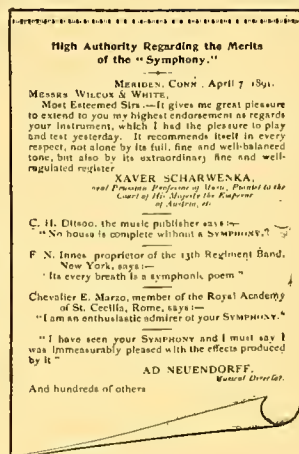 High Authority Regarding the Merits
of the "Symphony."
MERIDEN, CONN, April 7 1891.
MESSRS WILCOX & WHITE,
Most Esteemed Sirs.—It gives me great pleasure
to extend to you my highest endorsement as regards
your instrument, which I had the pleasure to play
and test yesterday. It recommends itself in every
respect, not alone by its full, fine and well-balanced
tone, but also by its extraordinary fine and well-
regulated register
XAVER SCHARWENKA,
Prussian Professor of Music, Pianist to the
Court of His Majesty the Emperor
of Austria, etc
C. H. Ditson, the music publisher says:—
"No house is complete without a SYMPHONY."
F N. Innes, proprietor of the 13th Regiment Band,
New York, says:—
'Its every breath is a symphonic poem"
Chevalier E. Marzo, member of the Royal Academy
of St. Cecilia, Rome, says:—
"I am an enthusiastic admirer of your SYMPHONY."
"I have seen your SYMPHONY and I must say I
was immeasurably pleased with the effects produced
by it"
AD NEUENDORFF,
Musical Director.
And hundreds of others